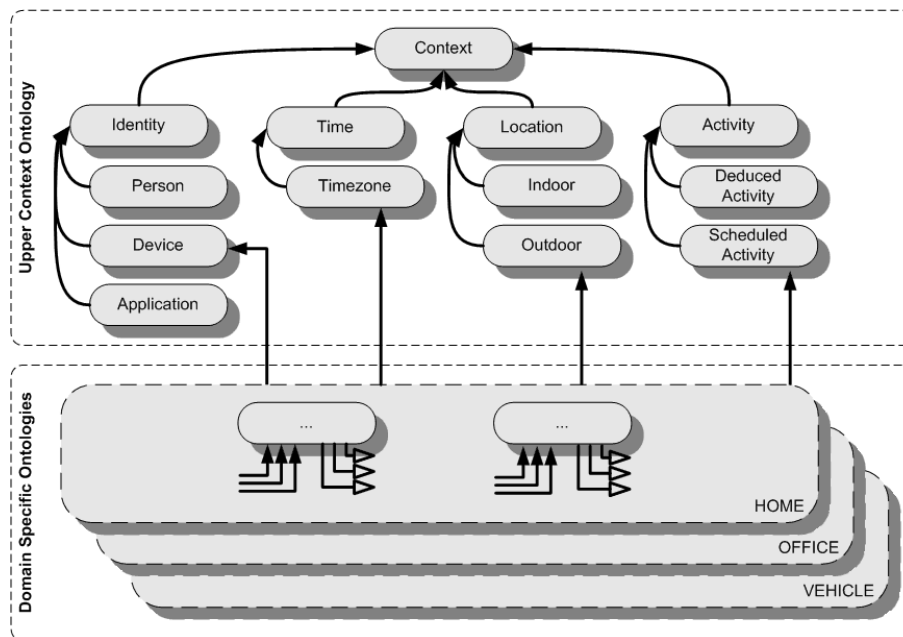 Upper Context Ontology
Context
Identity
Time
Location
Activity
Person
Timezone
Indoor
Deduced
Activity
Device
Outdoor
Scheduled
Activity
Application
Domain Specific Ontologies
...
...
HOME
OFFICE
VEHICLE